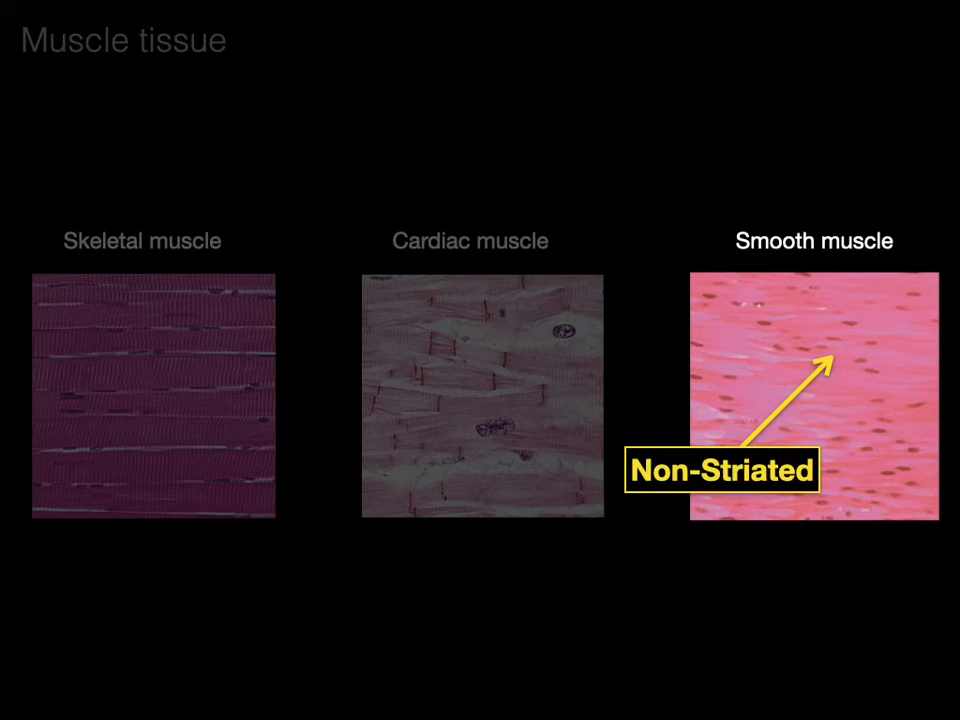 Muscle tissue
Skeletal muscle
Cardiac muscle
Smooth muscle
Non-Striated